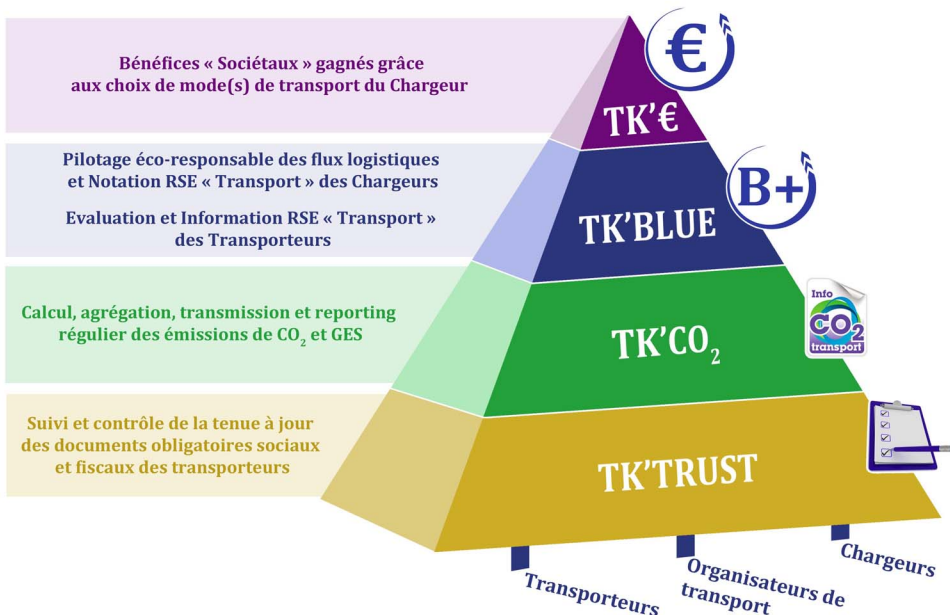 Bénéfices « Sociétaux » gagnés grâce
aux choix de mode(s) de transport du Chargeur
€
TK'€
Pilotage éco-responsable des flux logistiques
et Notation RSE « Transport » des Chargeurs
Evaluation et Information RSE « Transport »
des Transporteurs
B+
TK'BLUE
Calcul, agrégation, transmission et reporting
régulier des émissions de CO₂ et GES
TK'CO₂
Info
CO₂
transport
Suivi et contrôle de la tenue à jour
des documents obligatoires sociaux
et fiscaux des transporteurs
TK'TRUST
Transporteurs
Organisateurs de
transport
Chargeurs